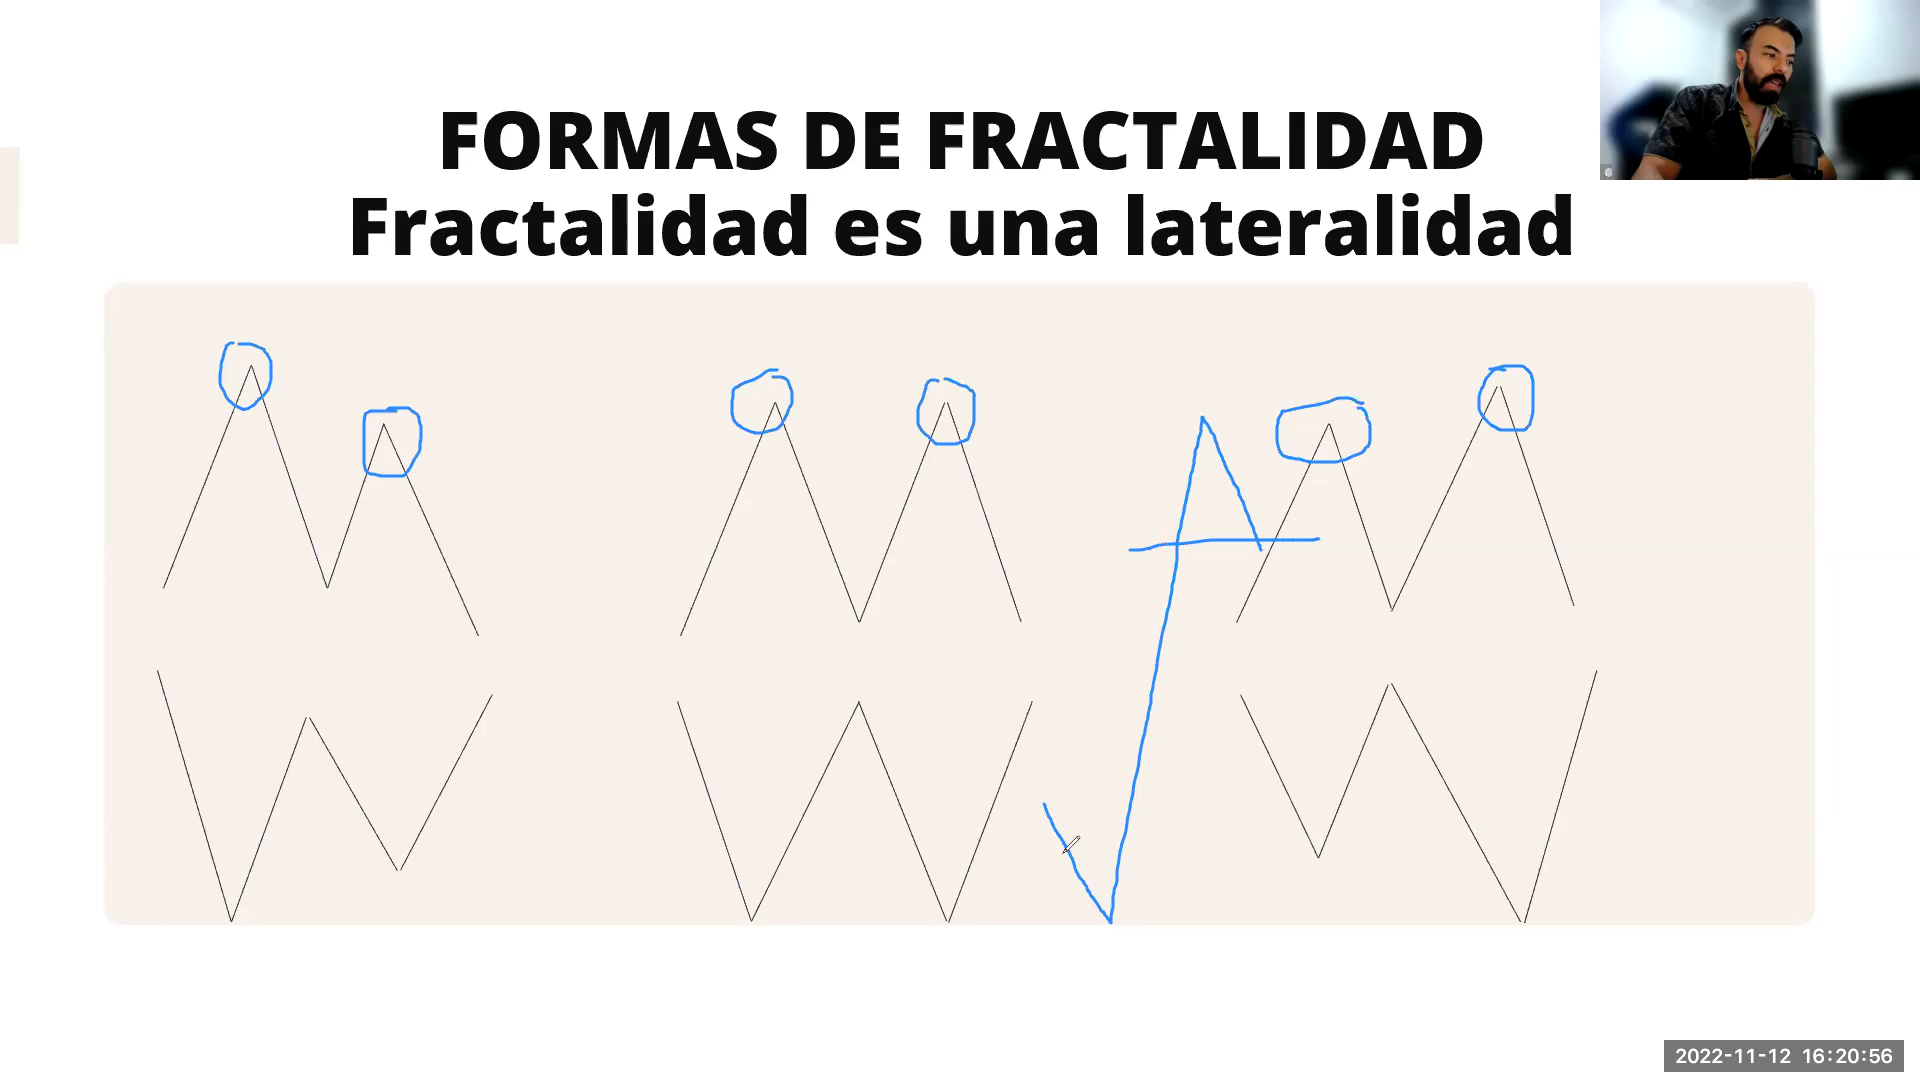 FORMAS DE FRACTALIDAD
Fractalidad es una lateralidad
2022-11-12 16:20:56